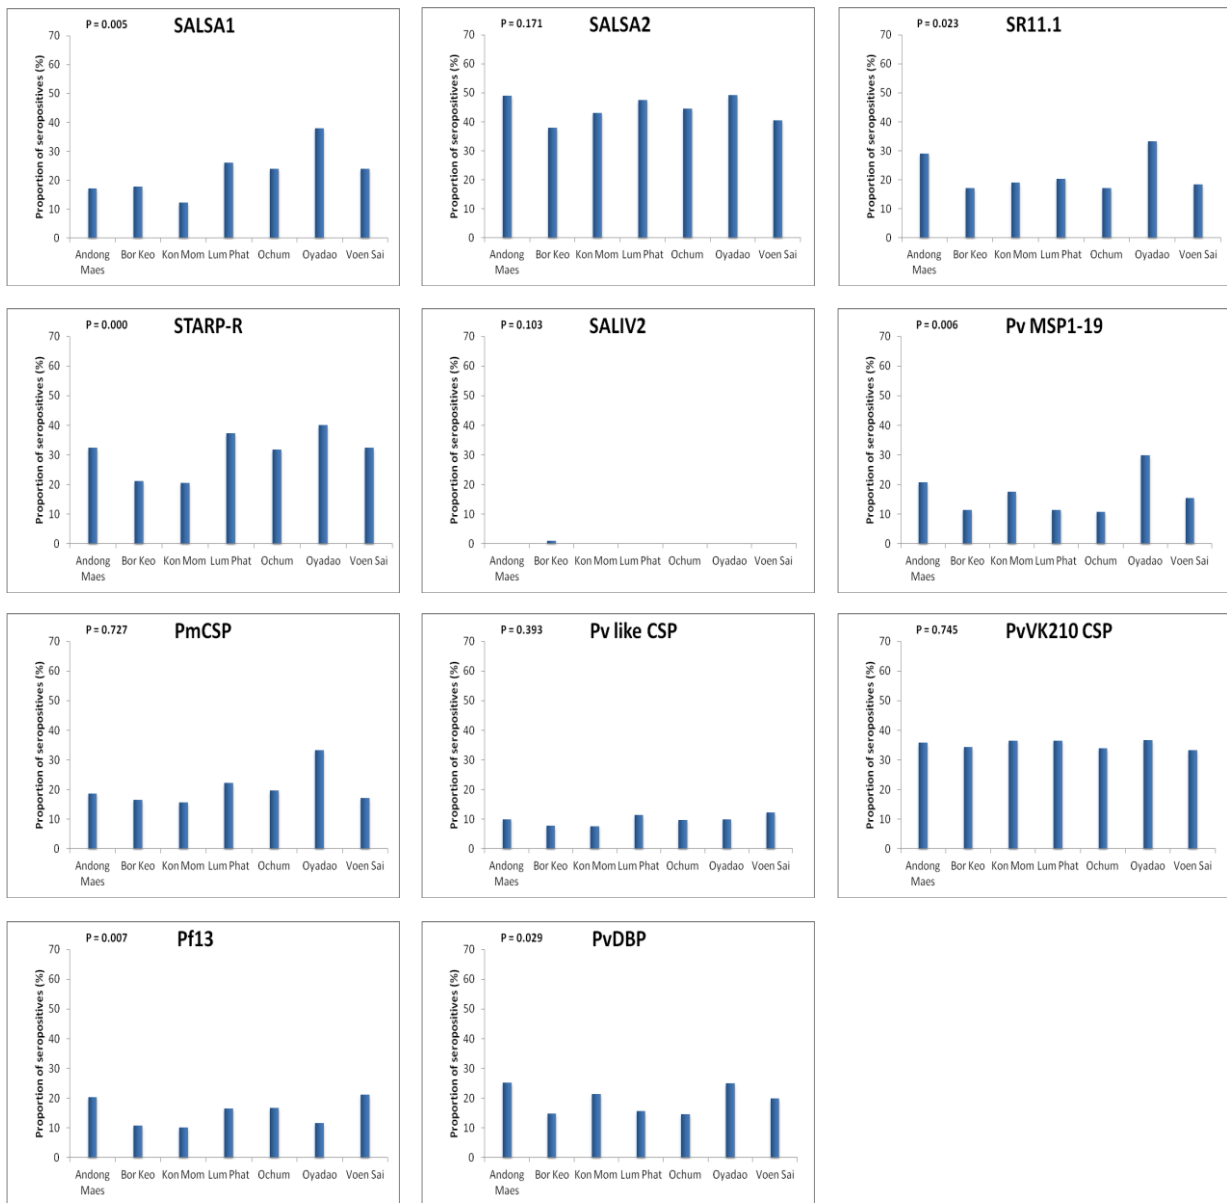 P = 0.005 SALSA1
Proportion of seropositives (%)
70
60
50
40
30
20
10
0
Andong Maes Bor Keo Kon Mom Lum Phat Ochum Oyadao Voen Sai
P = 0.171 SALSA2
Proportion of seropositives (%)
70
60
50
40
30
20
10
0
Andong Maes Bor Keo Kon Mom Lum Phat Ochum Oyadao Voen Sai
P = 0.023 SR11.1
Proportion of seropositives (%)
70
60
50
40
30
20
10
0
Andong Maes Bor Keo Kon Mom Lum Phat Ochum Oyadao Voen Sai
P = 0.000 STARP-R
Proportion of seropositives (%)
70
60
50
40
30
20
10
0
Andong Maes Bor Keo Kon Mom Lum Phat Ochum Oyadao Voen Sai
P = 0.103 SALIV2
Proportion of seropositives (%)
70
60
50
40
30
20
10
0
Andong Maes Bor Keo Kon Mom Lum Phat Ochum Oyadao Voen Sai
P = 0.006 Pv MSP1-19
Proportion of seropositives (%)
70
60
50
40
30
20
10
0
Andong Maes Bor Keo Kon Mom Lum Phat Ochum Oyadao Voen Sai
P = 0.727 PmCSP
Proportion of seropositives (%)
70
60
50
40
30
20
10
0
Andong Maes Bor Keo Kon Mom Lum Phat Ochum Oyadao Voen Sai
P = 0.393 Pv like CSP
Proportion of seropositives (%)
70
60
50
40
30
20
10
0
Andong Maes Bor Keo Kon Mom Lum Phat Ochum Oyadao Voen Sai
P = 0.745 PvVK210 CSP
Proportion of seropositives (%)
70
60
50
40
30
20
10
0
Andong Maes Bor Keo Kon Mom Lum Phat Ochum Oyadao Voen Sai
P = 0.007 Pf13
Proportion of seropositives (%)
70
60
50
40
30
20
10
0
Andong Maes Bor Keo Kon Mom Lum Phat Ochum Oyadao Voen Sai
P = 0.029 PvDBP
Proportion of seropositives (%)
70
60
50
40
30
20
10
0
Andong Maes Bor Keo Kon Mom Lum Phat Ochum Oyadao Voen Sai